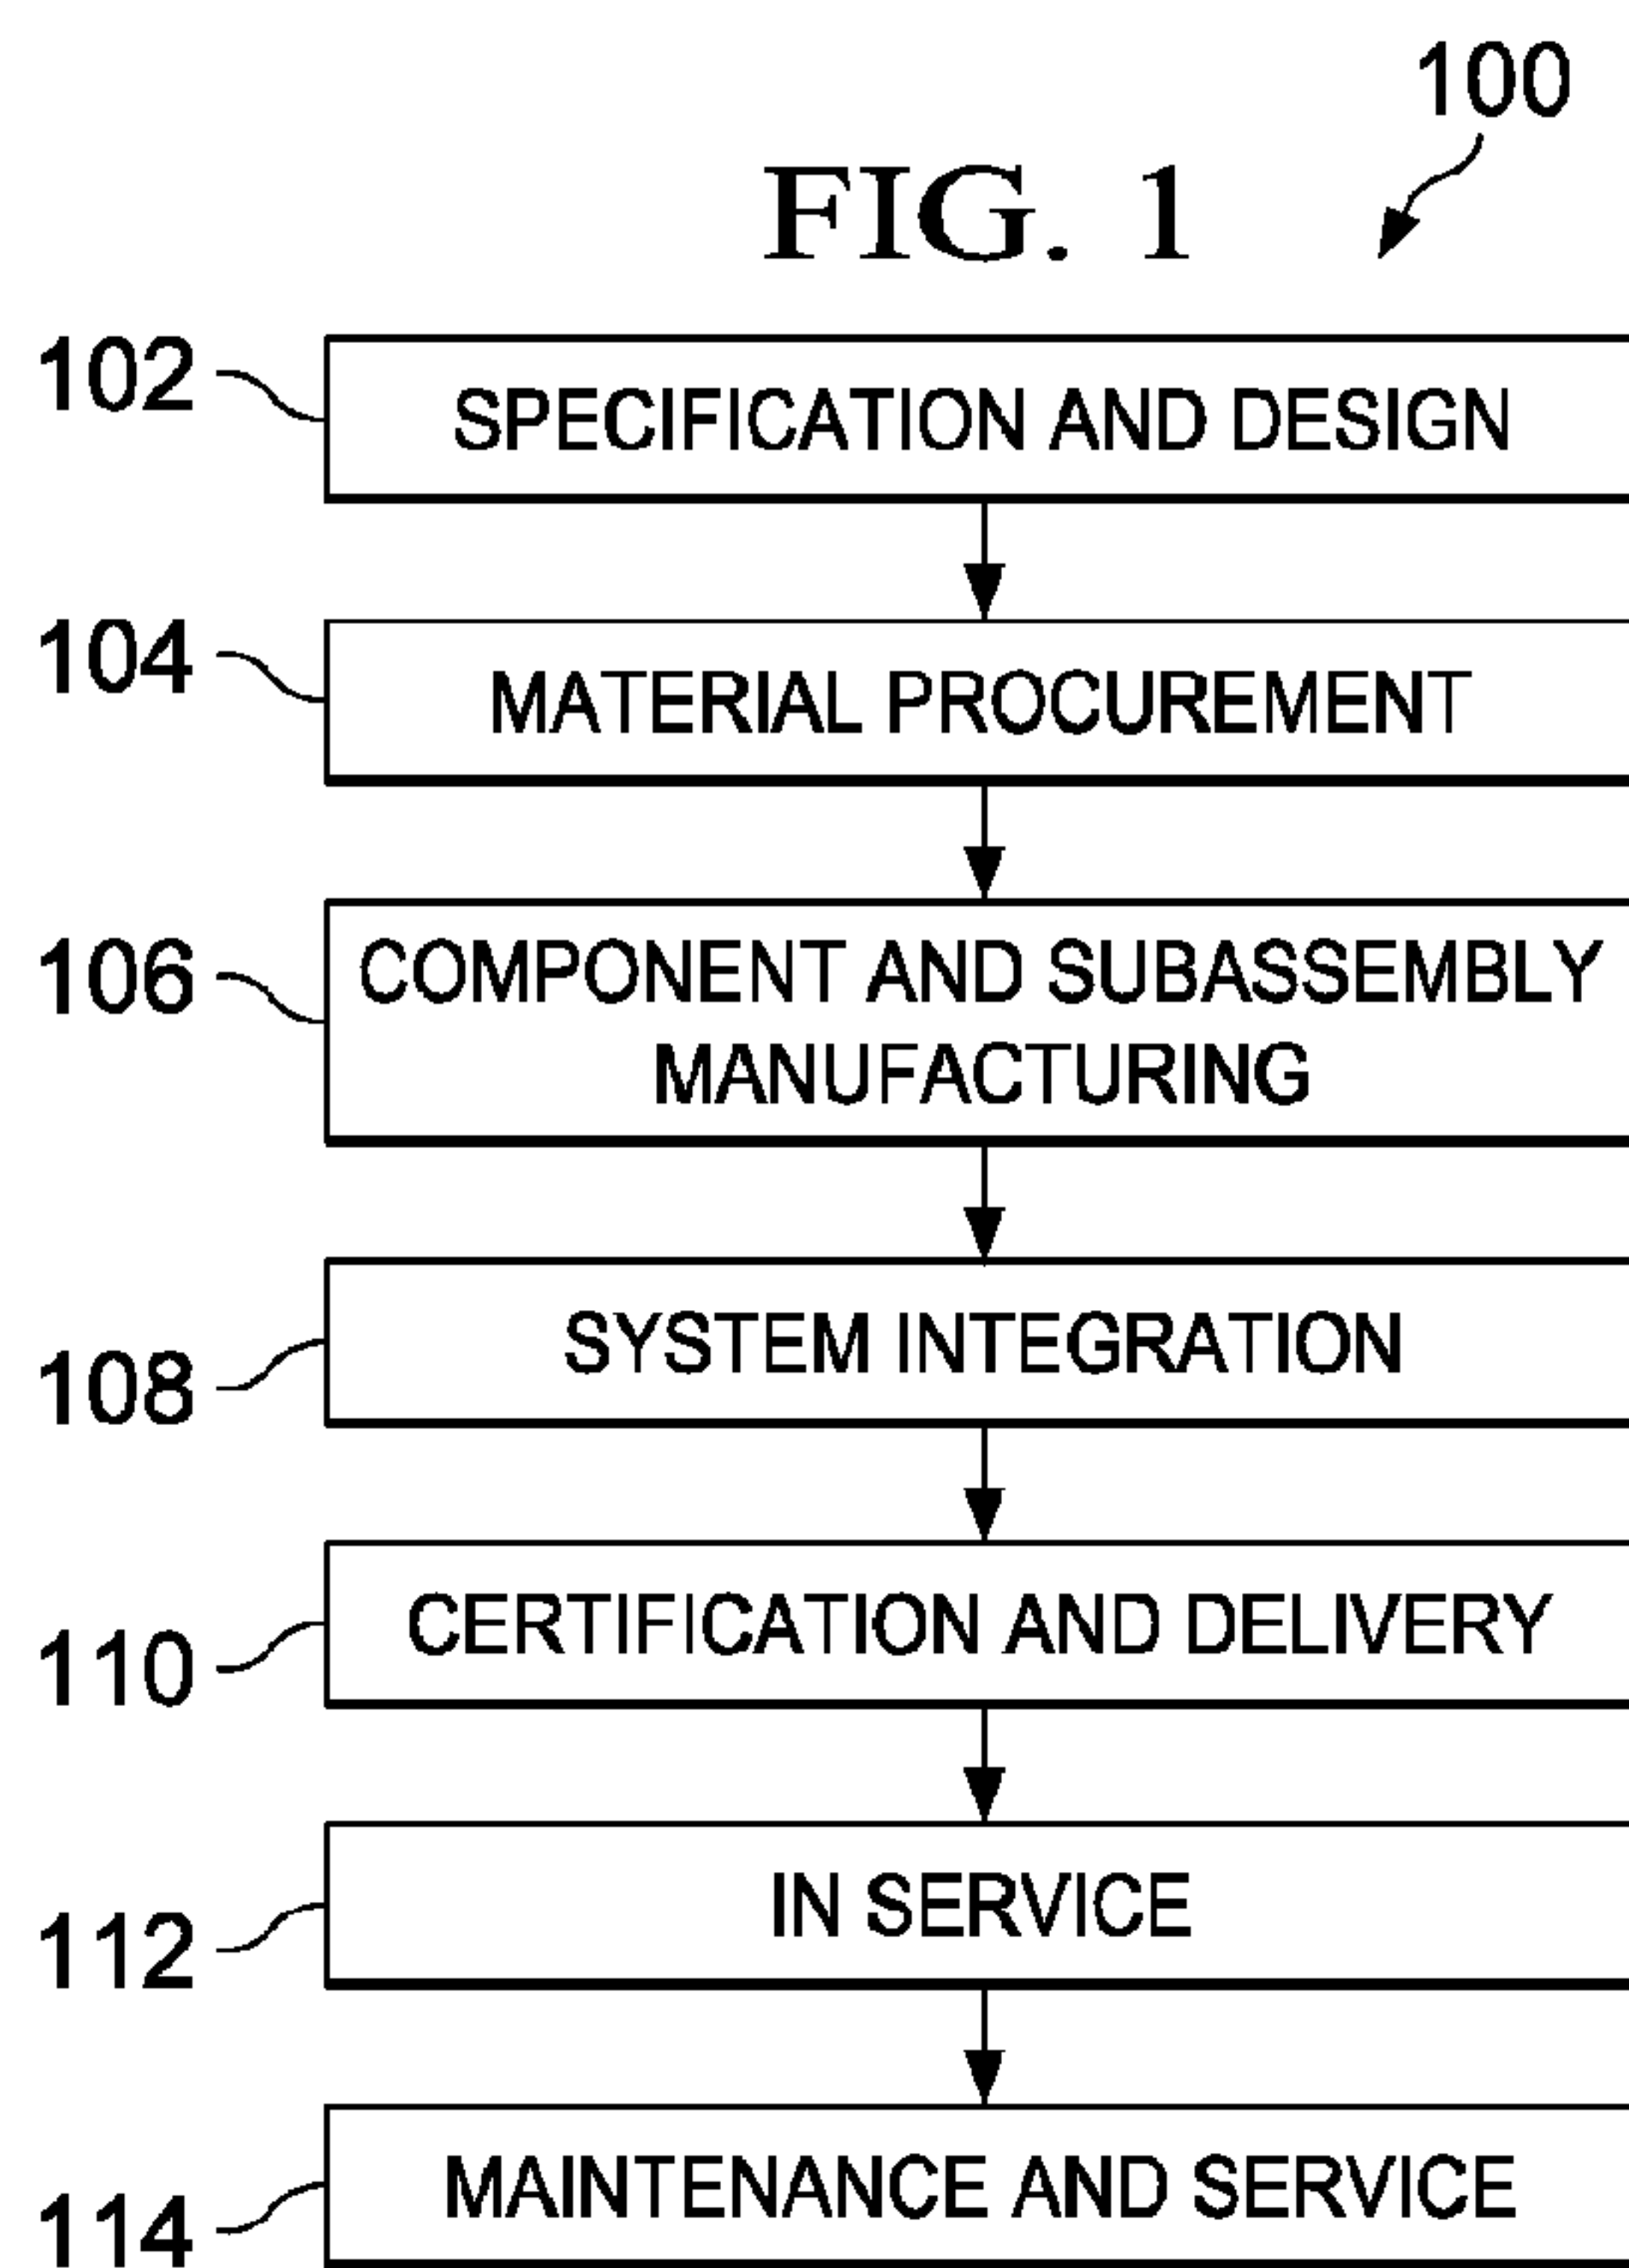 100
FIG. 1
102
SPECIFICATION AND DESIGN
104
MATERIAL PROCUREMENT
106
COMPONENT AND SUBASSEMBLY
MANUFACTURING
108
SYSTEM INTEGRATION
110
CERTIFICATION AND DELIVERY
112
IN SERVICE
114
MAINTENANCE AND SERVICE